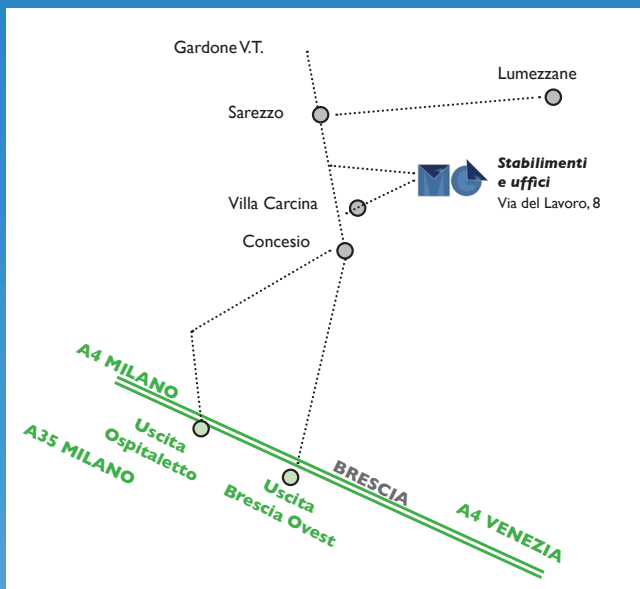 Gardone V.T.
Lumezzane
Sarezzo
MG
Stabilimenti
e uffici
Via del Lavoro, 8
Villa Carcina
Concesio
A4 MILANO
A35 MILANO
Uscita
Ospitaletto
Uscita
Brescia Ovest
BRESCIA
A4 VENEZIA